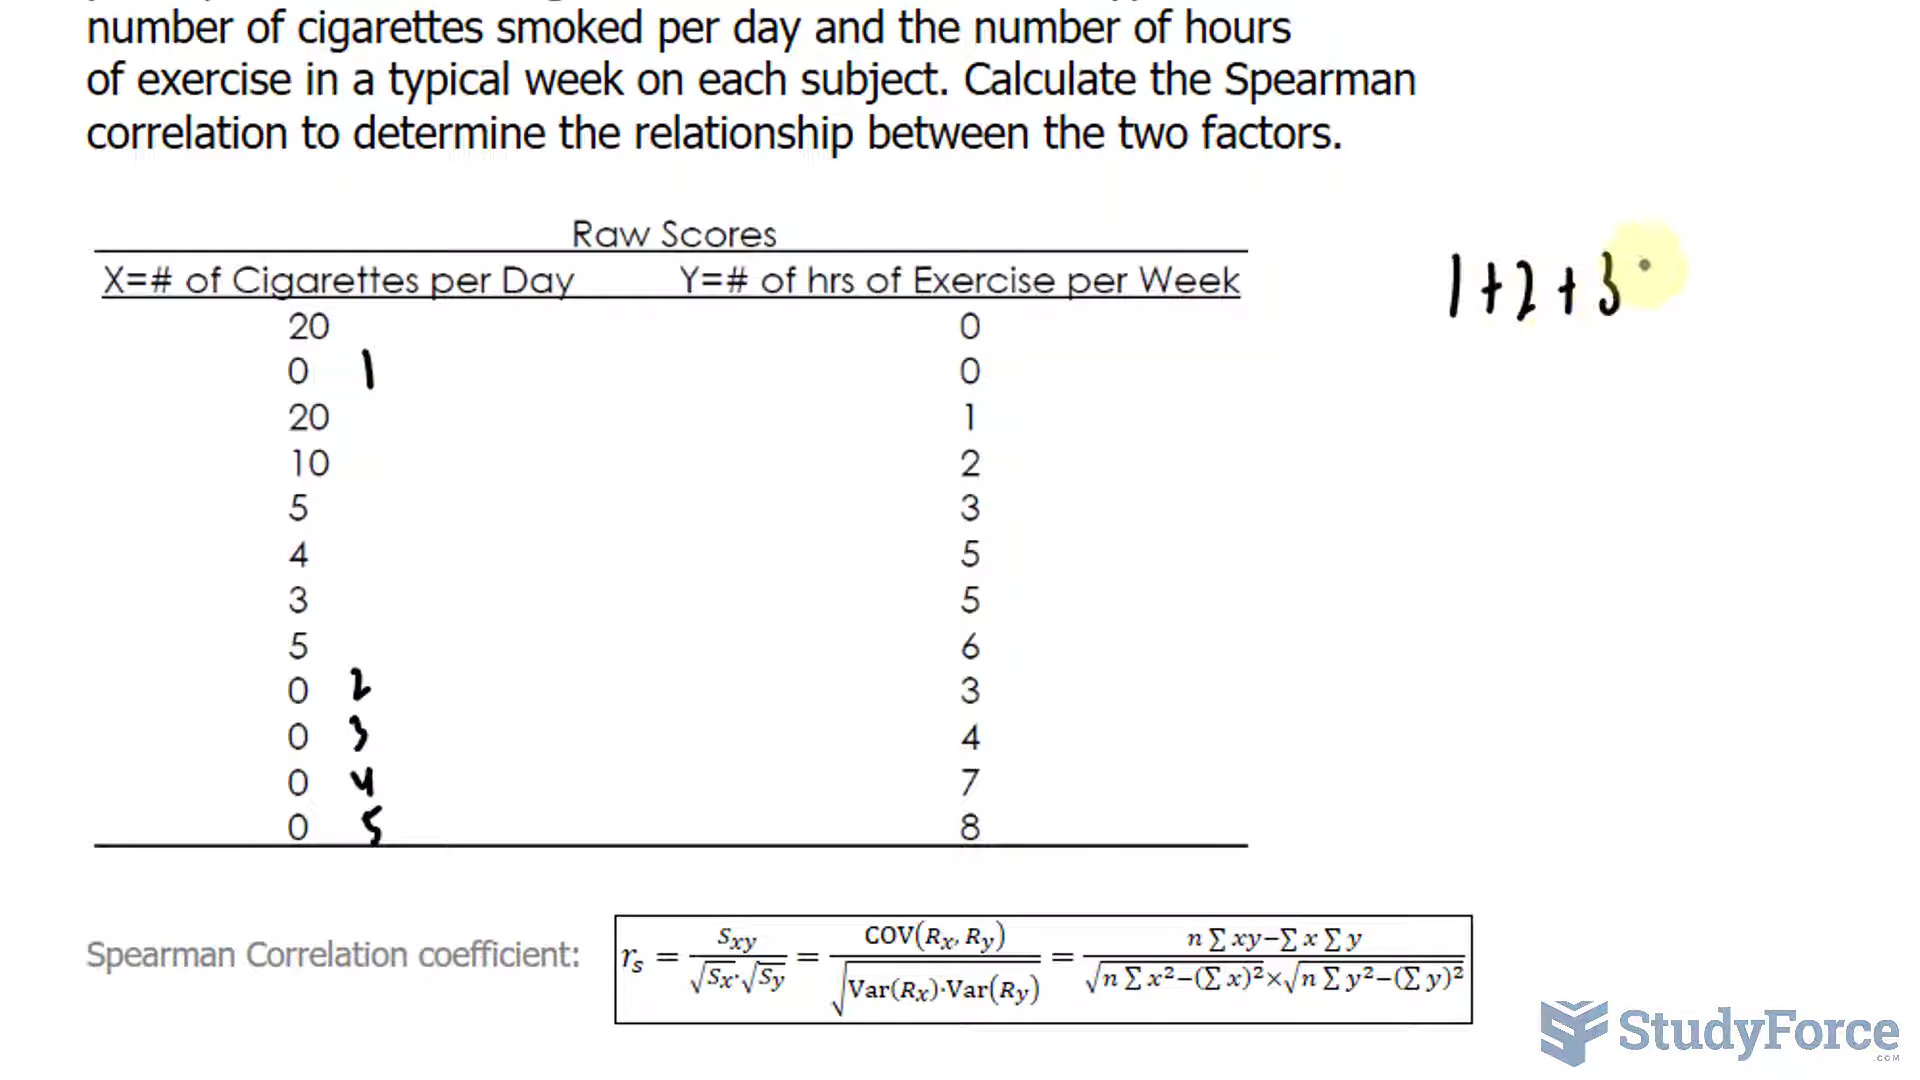 number of cigarettes smoked per day and the number of hours
of exercise in a typical week on each subject. Calculate the Spearman
correlation to determine the relationship between the two factors.
Raw Scores
X=# of Cigarettes per Day Y=# of hrs of Exercise per Week
1+2+3
20 0
0 1 0
20 1
10 2
5 3
4 5
3 5
5 6
0 2 3
0 3 4
0 4 7
0 5 8
Spearman Correlation coefficient: r_s = S_xy / (√S_x·√S_y) = COV(R_x, R_y) / √(Var(R_x)·Var(R_y)) = (n ∑ xy−∑ x ∑ y) / (√(n ∑ x²−(∑ x)²)×√(n ∑ y²−(∑ y)²))
StudyForce
.COM